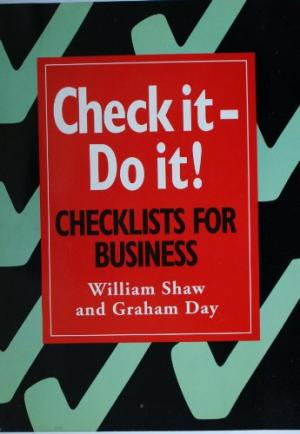 Check it –
Do it!
CHECKLISTS FOR
BUSINESS
William Shaw
and Graham Day